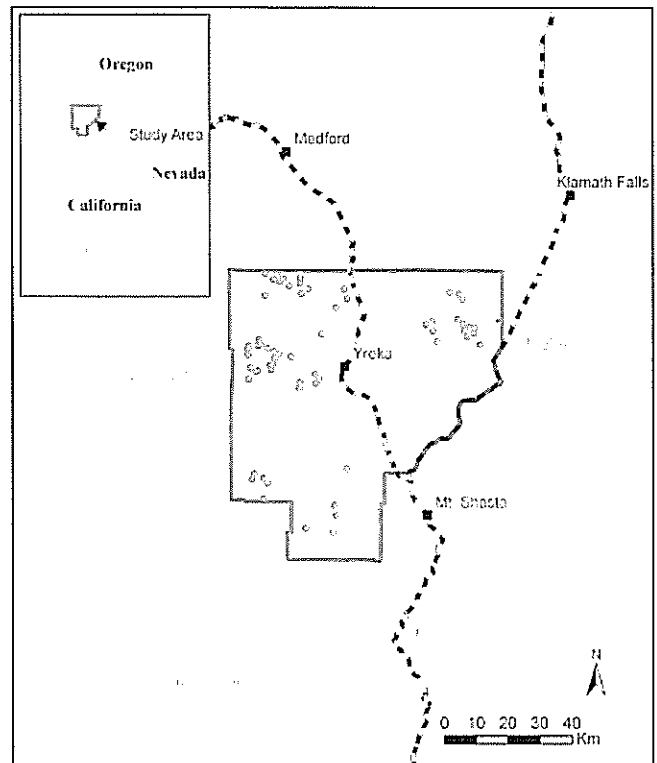 Oregon
Study Area
Nevada
California
Medford
Klamath Falls
Yreka
Mt. Shasta
N
0 10 20 30 40
Km